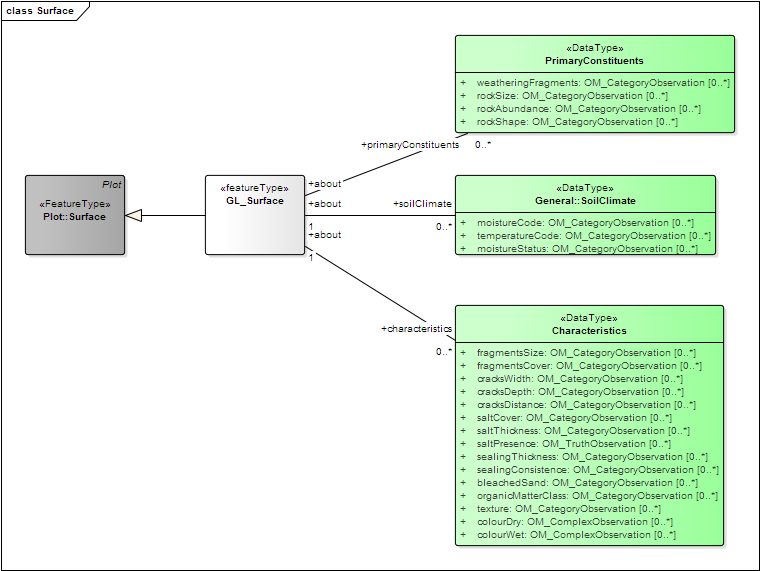 class Surface
«DataType»
PrimaryConstituents
+ weatheringFragments: OM_CategoryObservation [0..*]
+ rockSize: OM_CategoryObservation [0..*]
+ rockAbundance: OM_CategoryObservation [0..*]
+ rockShape: OM_CategoryObservation [0..*]
+primaryConstituents 0..*
Plot
«FeatureType»
Plot::Surface
«featureType»
GL_Surface
+about
+about
1
+about
1
+soilClimate
0..*
«DataType»
General::SoilClimate
+ moistureCode: OM_CategoryObservation [0..*]
+ temperatureCode: OM_CategoryObservation [0..*]
+ moistureStatus: OM_CategoryObservation [0..*]
+characteristics
0..*
«DataType»
Characteristics
+ fragmentsSize: OM_CategoryObservation [0..*]
+ fragmentsCover: OM_CategoryObservation [0..*]
+ cracksWidth: OM_CategoryObservation [0..*]
+ cracksDepth: OM_CategoryObservation [0..*]
+ cracksDistance: OM_CategoryObservation [0..*]
+ saltCover: OM_CategoryObservation [0..*]
+ saltThickness: OM_CategoryObservation [0..*]
+ saltPresence: OM_TruthObservation [0..*]
+ sealingThickness: OM_CategoryObservation [0..*]
+ sealingConsistence: OM_CategoryObservation [0..*]
+ bleachedSand: OM_CategoryObservation [0..*]
+ organicMatterClass: OM_CategoryObservation [0..*]
+ texture: OM_CategoryObservation [0..*]
+ colourDry: OM_ComplexObservation [0..*]
+ colourWet: OM_ComplexObservation [0..*]